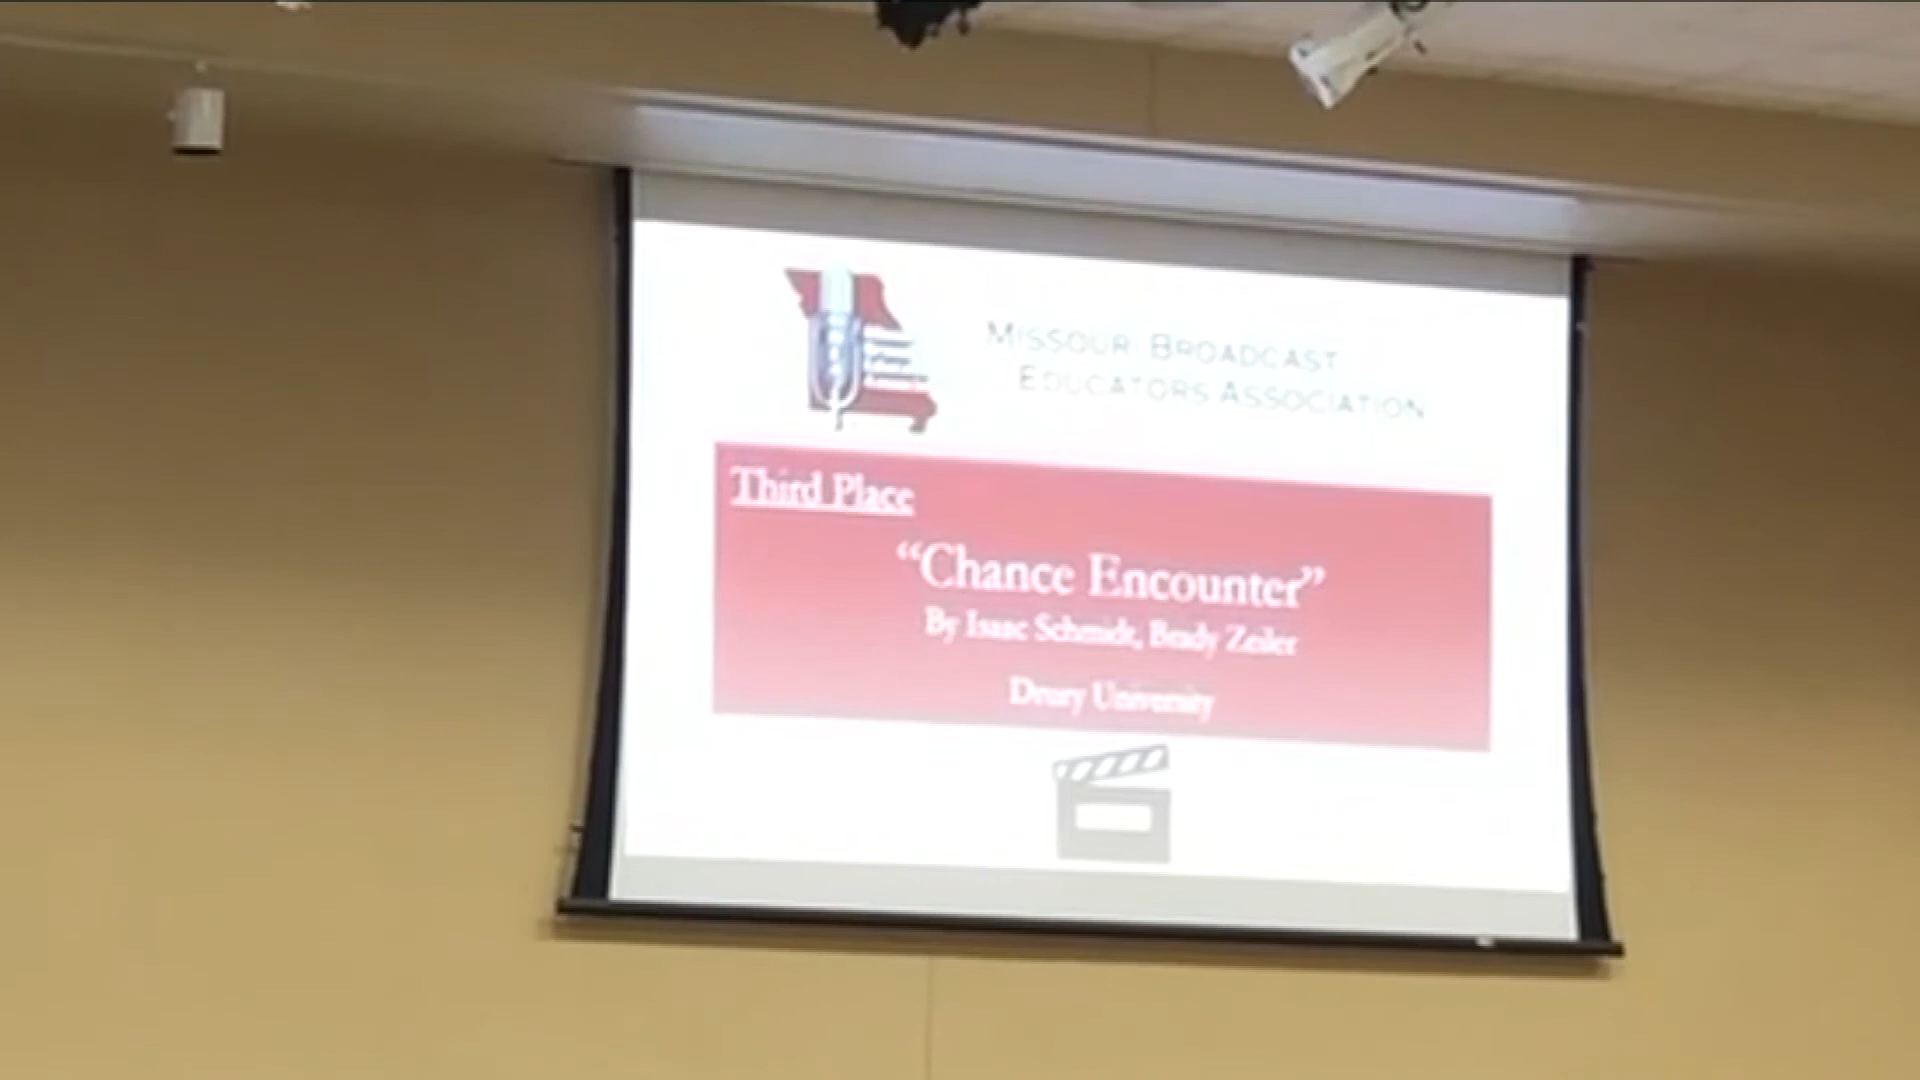 MISSOURI BROADCAST
EDUCATORS ASSOCIATION
Third Place
“Chance Encounter”
By Isaac Schmidt, Brady Zeiler
Drury University